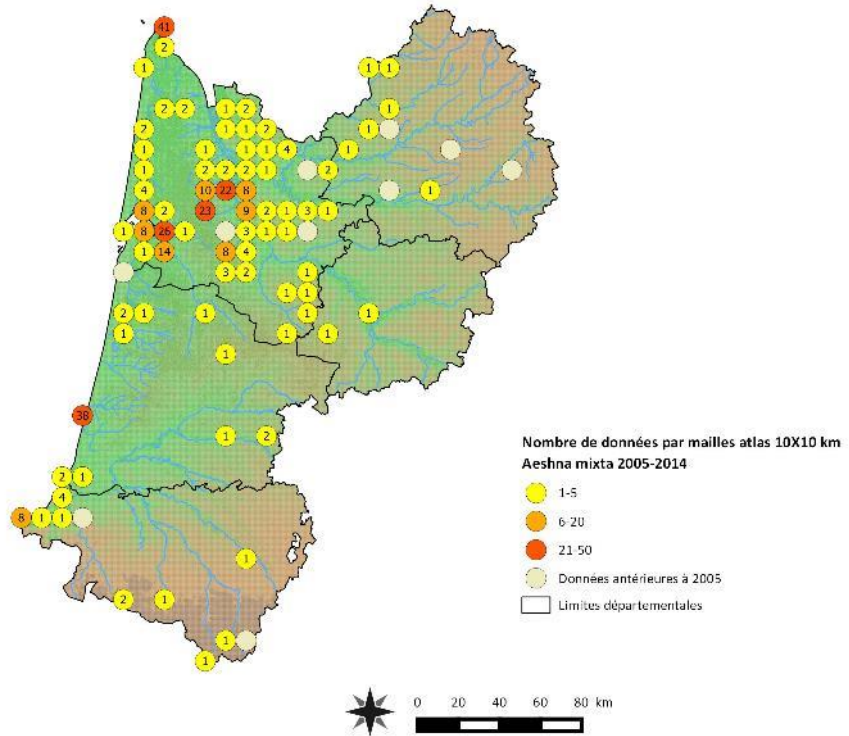 41
2
1
1 1
2 2 1 2 1
2 1 1 2 1
1 1 1 1 4 1
1 2 2 2 1 2
4 10 22 8 1
8 2 23 9 2 1 3 1
1 8 26 1 3 1 1
1 14 8 4
3 2 1
1 1
2 1 1 1 1
1 1 1
1
38
1 2
2 1
4
8 1 1
1
2 1
1
1
Nombre de données par mailles atlas 10X10 km
Aeshna mixta 2005-2014
1-5
6-20
21-50
Données antérieures à 2005
Limites départementales
0 20 40 60 80 km